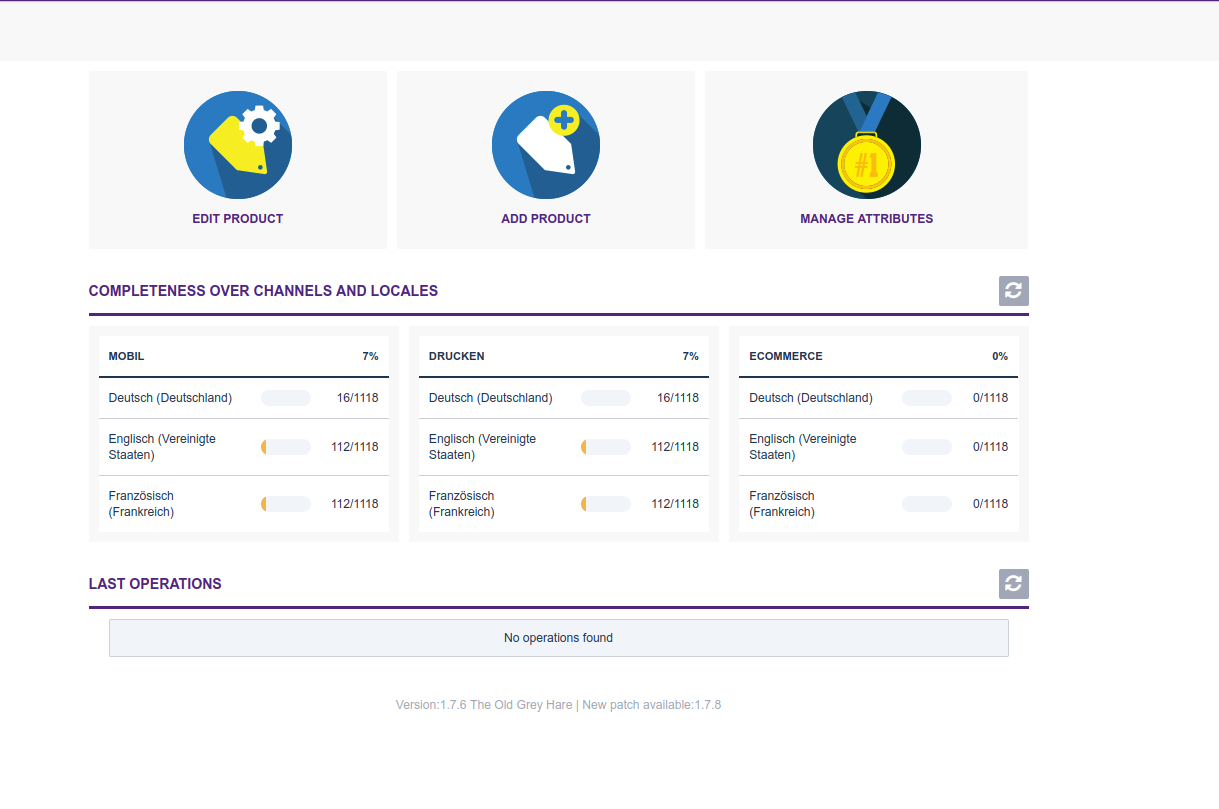 #1
EDIT PRODUCT
ADD PRODUCT
MANAGE ATTRIBUTES
COMPLETENESS OVER CHANNELS AND LOCALES
MOBIL 7%
Deutsch (Deutschland) 16/1118
Englisch (Vereinigte
Staaten) 112/1118
Französisch
(Frankreich) 112/1118
DRUCKEN 7%
Deutsch (Deutschland) 16/1118
Englisch (Vereinigte
Staaten) 112/1118
Französisch
(Frankreich) 112/1118
ECOMMERCE 0%
Deutsch (Deutschland) 0/1118
Englisch (Vereinigte
Staaten) 0/1118
Französisch
(Frankreich) 0/1118
LAST OPERATIONS
No operations found
Version:1.7.6 The Old Grey Hare | New patch available:1.7.8